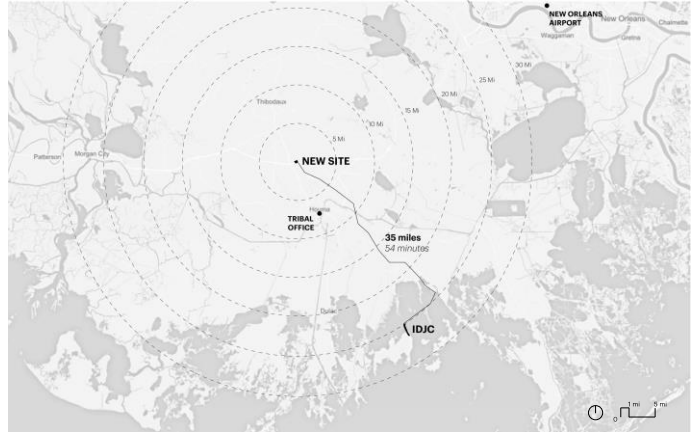 NEW ORLEANS
AIRPORT
New Orleans
Chalmette
Waggaman
Gretna
30 Mi
25 Mi
20 Mi
15 Mi
10 Mi
5 Mi
Thibodaux
Patterson
Morgan City
NEW SITE
Houma
TRIBAL
OFFICE
35 miles
54 minutes
Dulac
IDJC
0
1 mi
5 mi